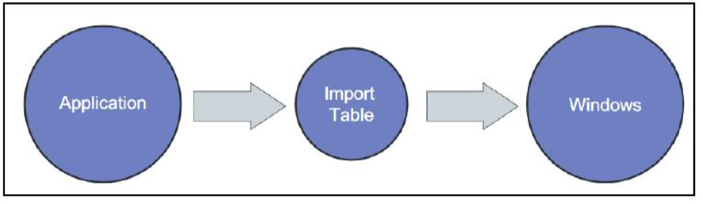 Application
Import
Table
Windows